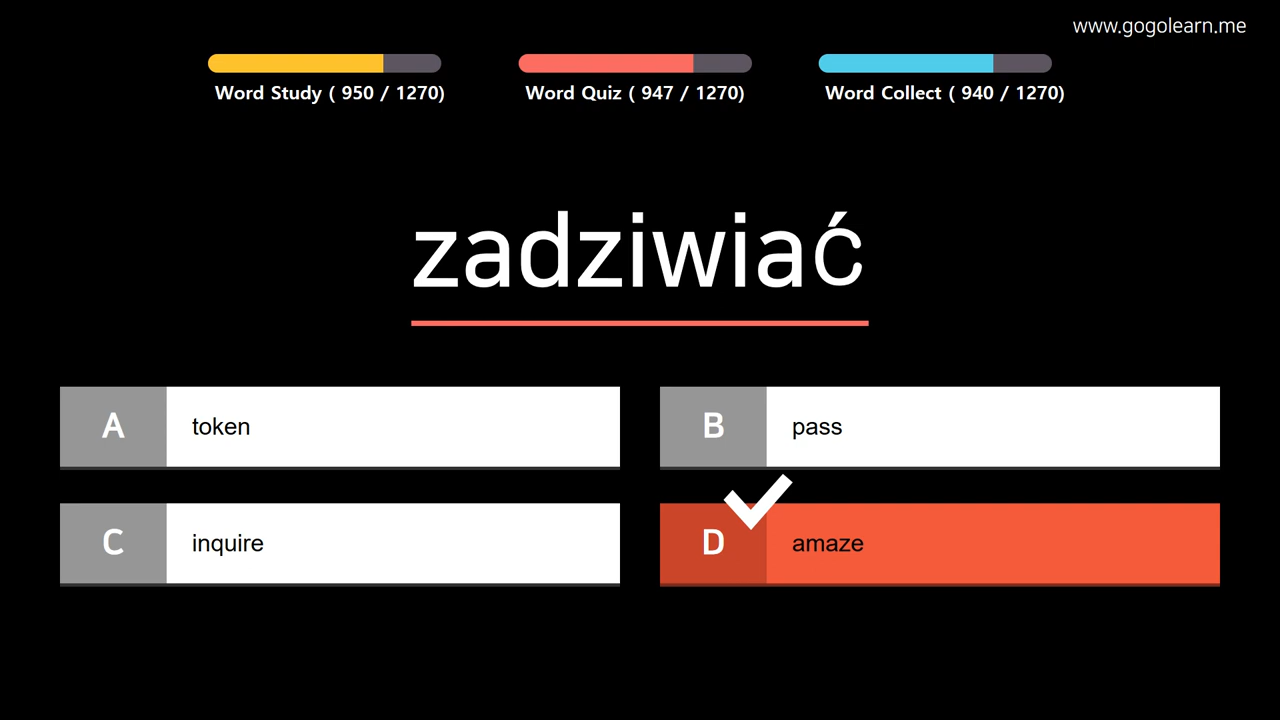 www.gogolearn.me
Word Study ( 950 / 1270)
Word Quiz ( 947 / 1270)
Word Collect ( 940 / 1270)
zadziwiać
A token
B pass
C inquire
D amaze